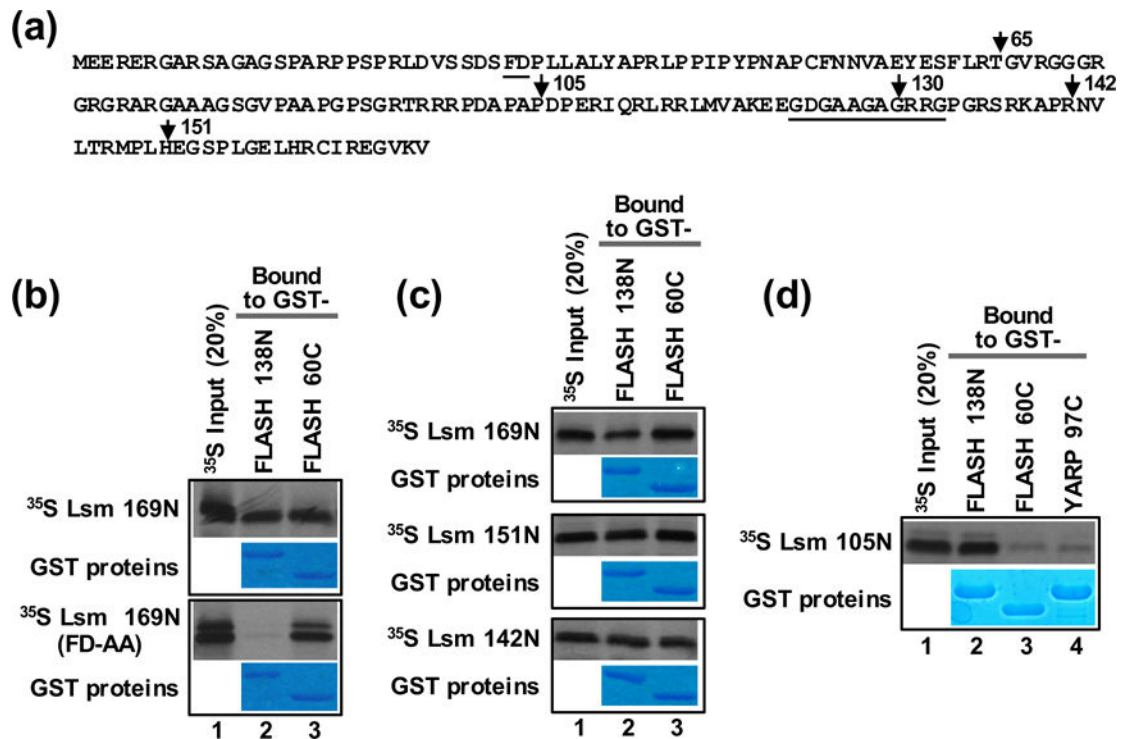 (a)
65
MEERERGARSAGAGSPARPPSPRLDVSSDSFDPLLALYAPRLPPIPYPNAPCFNNVAEYESFLRTGVRGGGR
105
130
142
GRGRARGAAAGSGVPAAPGPSGRTRRRPDAPAPDPERIQRLRRLMVAKEEGDGAAGAGRRGPGRSRKAPRNV
151
LTRMPLHEGSPLGELHRCIREGVKV
(b)
35S Input (20%)
Bound
to GST-
FLASH 138N
FLASH 60C
35S Lsm 169N
GST proteins
35S Lsm 169N
(FD-AA)
GST proteins
1 2 3
(c)
35S Input (20%)
Bound
to GST-
FLASH 138N
FLASH 60C
35S Lsm 169N
GST proteins
35S Lsm 151N
GST proteins
35S Lsm 142N
GST proteins
1 2 3
(d)
35S Input (20%)
Bound
to GST-
FLASH 138N
FLASH 60C
YARP 97C
35S Lsm 105N
GST proteins
1 2 3 4